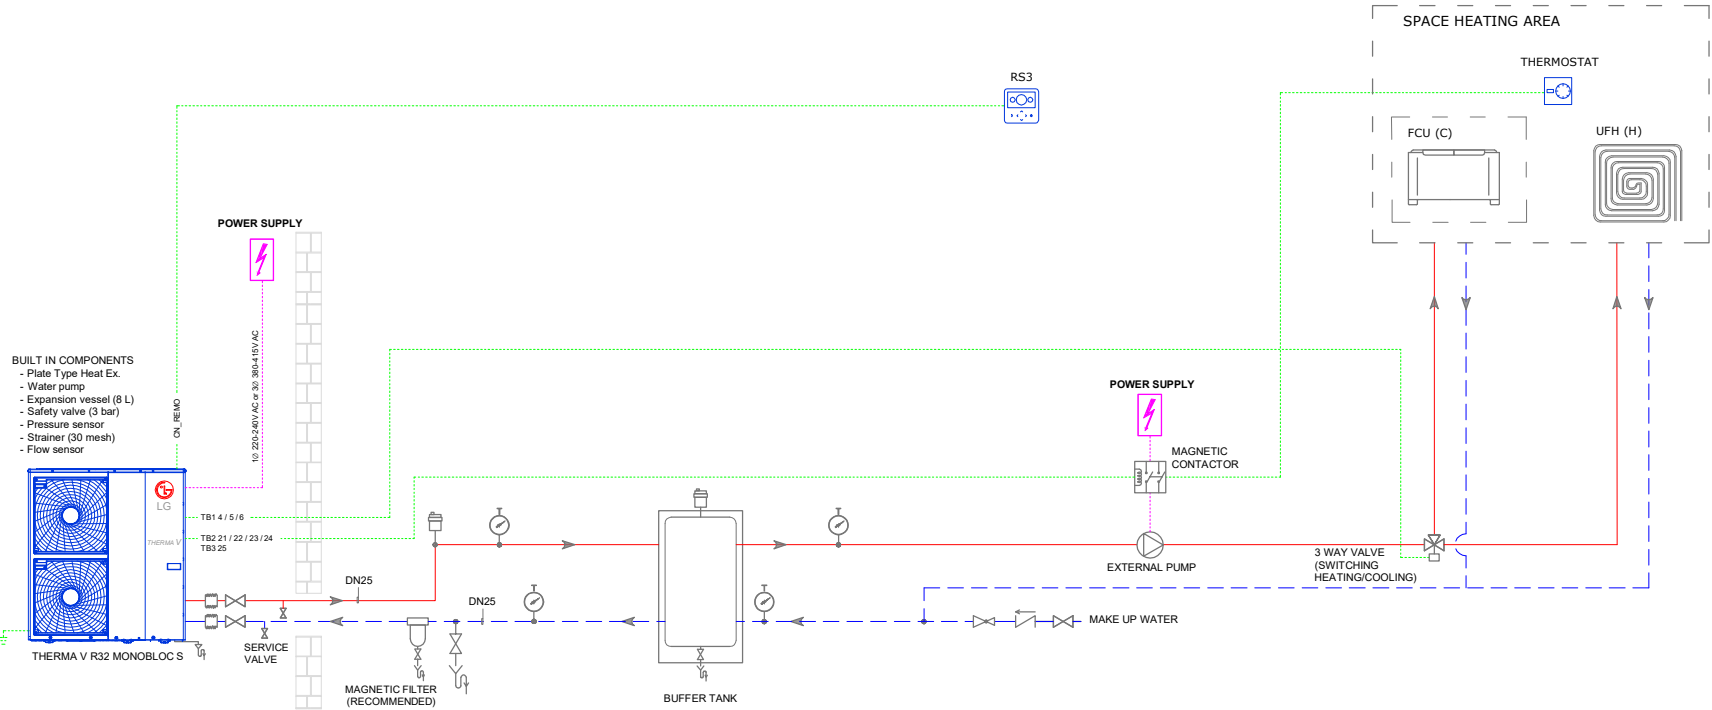 SPACE HEATING AREA
THERMOSTAT
RS3
FCU (C)
UFH (H)
POWER SUPPLY
1Ø 220-240V AC or 3Ø 380-415V AC
CN_REMO
BUILT IN COMPONENTS
- Plate Type Heat Ex.
- Water pump
- Expansion vessel (8 L)
- Safety valve (3 bar)
- Pressure sensor
- Strainer (30 mesh)
- Flow sensor
POWER SUPPLY
MAGNETIC
CONTACTOR
LG
THERMA V
TB1 4 / 5 / 6
TB2 21 / 22 / 23 / 24
TB3 25
T
T
EXTERNAL PUMP
3 WAY VALVE
(SWITCHING
HEATING/COOLING)
DN25
DN25
T
T
MAKE UP WATER
SERVICE
VALVE
THERMA V R32 MONOBLOC S
MAGNETIC FILTER
(RECOMMENDED)
BUFFER TANK